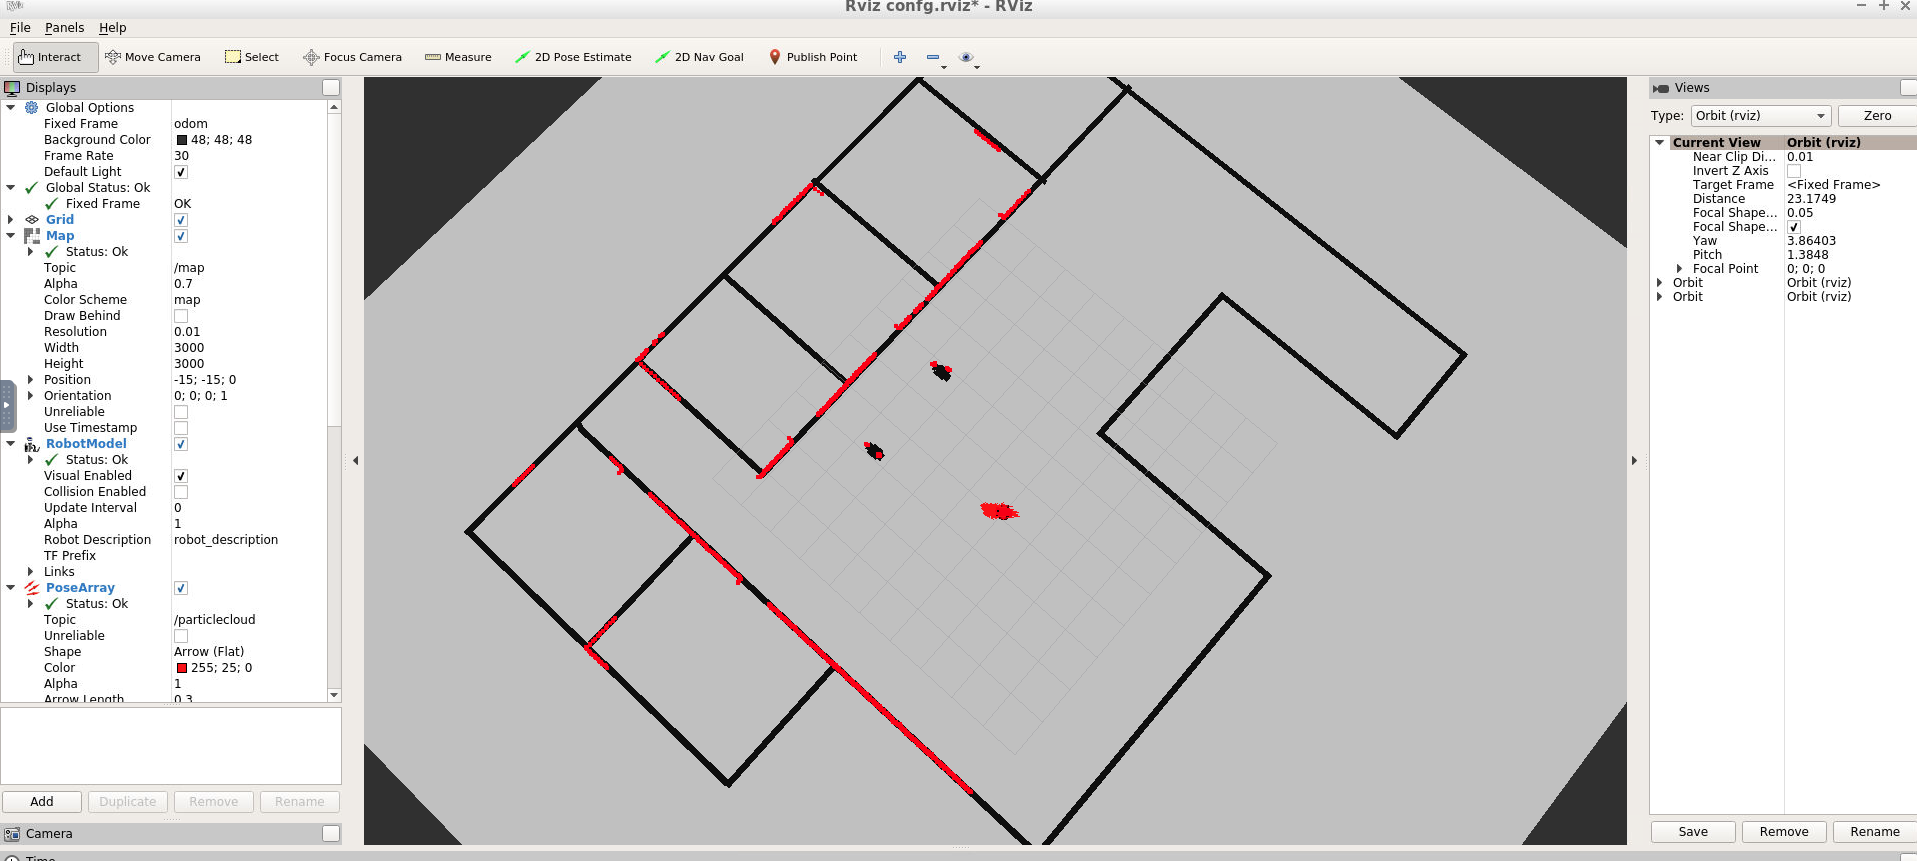 Rviz confg.rviz* - RViz
File Panels Help
Interact Move Camera Select Focus Camera Measure 2D Pose Estimate 2D Nav Goal Publish Point
Displays
Global Options
Fixed Frame odom
Background Color 48; 48; 48
Frame Rate 30
Default Light
Global Status: Ok
Fixed Frame OK
Grid
Map
Status: Ok
Topic /map
Alpha 0.7
Color Scheme map
Draw Behind
Resolution 0.01
Width 3000
Height 3000
Position -15; -15; 0
Orientation 0; 0; 0; 1
Unreliable
Use Timestamp
RobotModel
Status: Ok
Visual Enabled
Collision Enabled
Update Interval 0
Alpha 1
Robot Description robot_description
TF Prefix
Links
PoseArray
Status: Ok
Topic /particlecloud
Unreliable
Shape Arrow (Flat)
Color 255; 25; 0
Alpha 1
Arrow Length 0.3
Add Duplicate Remove Rename
Camera
Time
Views
Type: Orbit (rviz) Zero
Current View Orbit (rviz)
Near Clip Di... 0.01
Invert Z Axis
Target Frame <Fixed Frame>
Distance 23.1749
Focal Shape... 0.05
Focal Shape...
Yaw 3.86403
Pitch 1.3848
Focal Point 0; 0; 0
Orbit Orbit (rviz)
Orbit Orbit (rviz)
Save Remove Rename